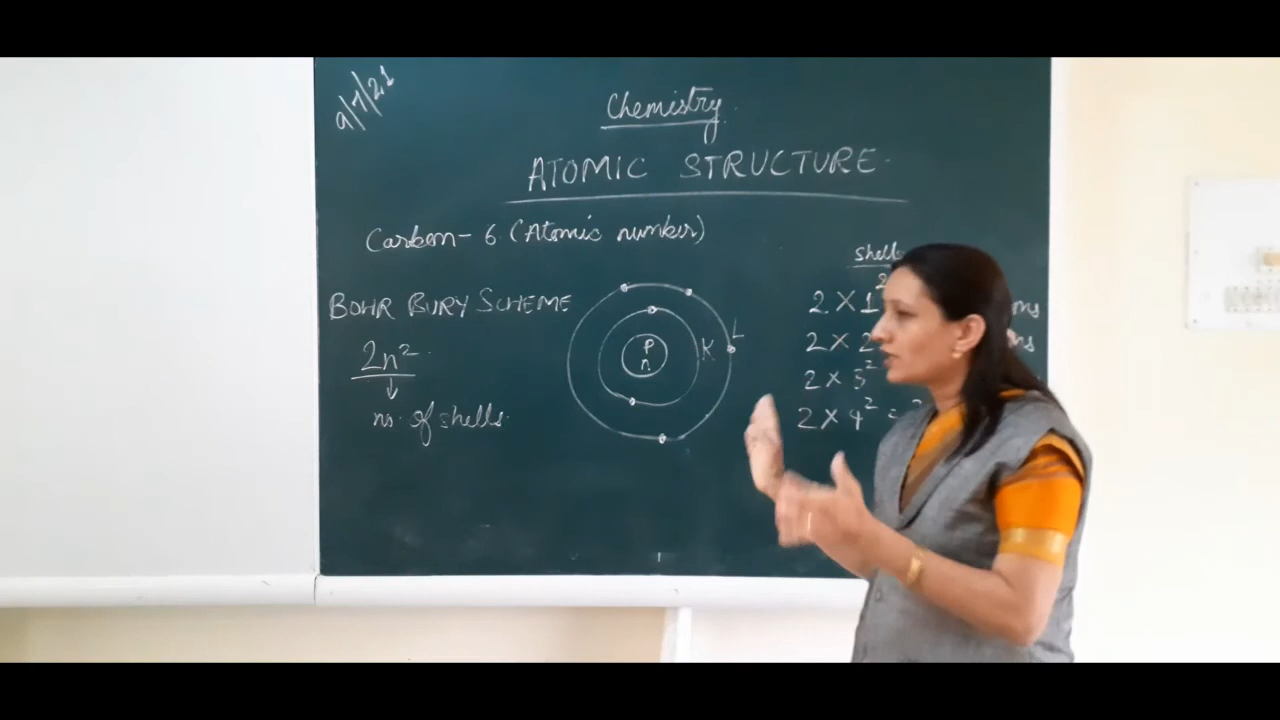 9/7/21
Chemistry
ATOMIC STRUCTURE.
Carbon - 6 (Atomic number)
BOHR BURY SCHEME
2n²
↓
no. of shells.
P
n
K
L
shells
2 × 1²
2 × 2
2 × 3²
2 × 4² =